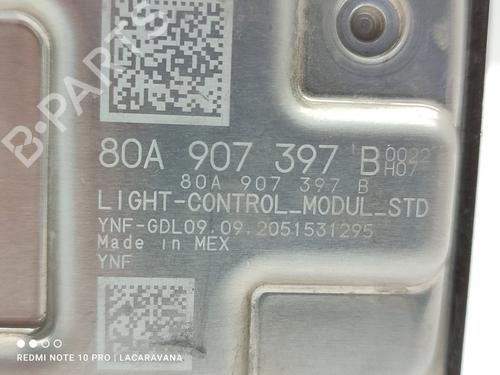 80A 907 397 B 0022 H07
80A 907 397 B
LIGHT-CONTROL_MODUL_STD
YNF-GDL09.09.2051531295
Made in MEX
YNF
B-PARTS
REDMI NOTE 10 PRO | LACARAVANA